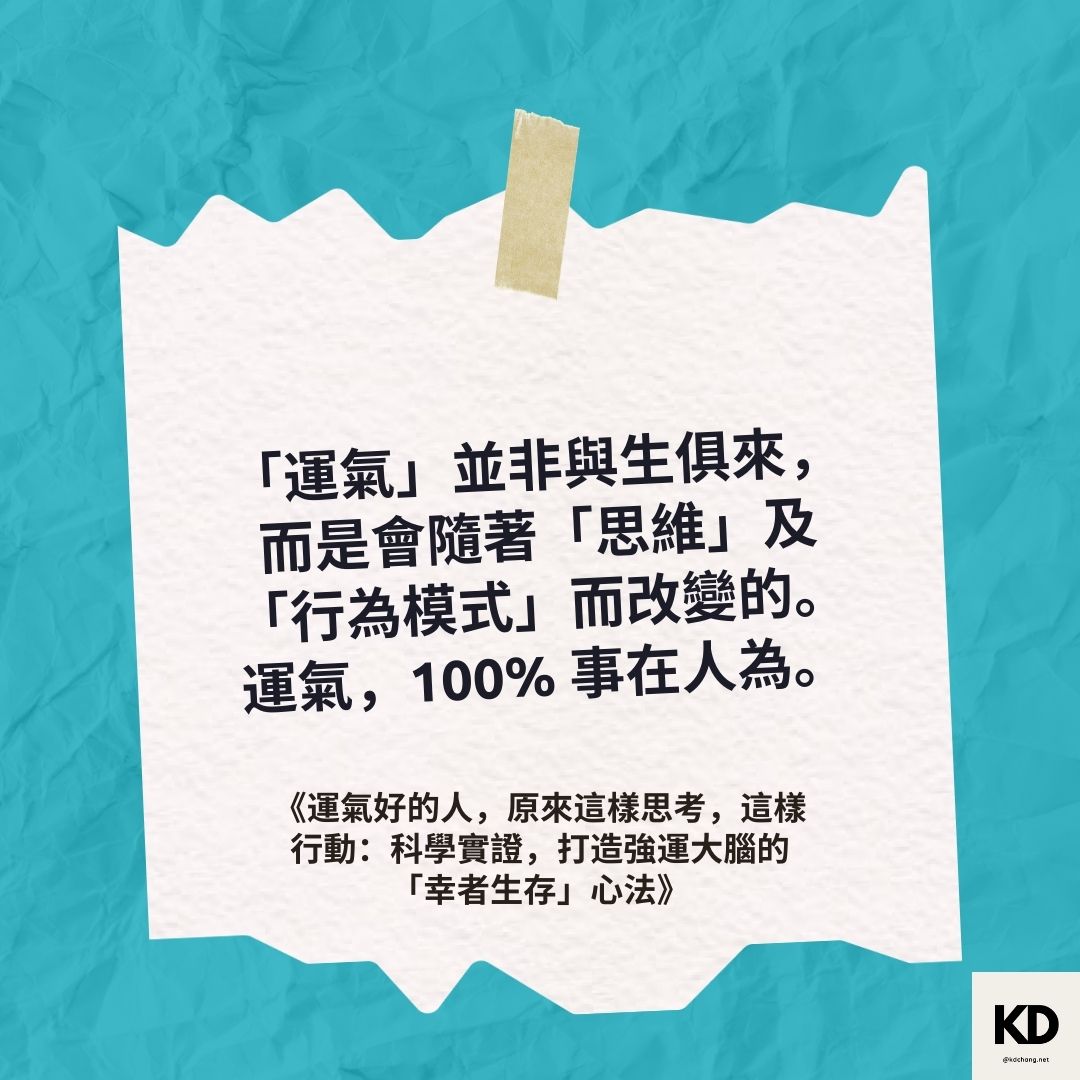 「運氣」並非與生俱來，
而是會隨著「思維」及
「行為模式」而改變的。
運氣，100% 事在人為。
《運氣好的人，原來這樣思考，這樣
行動：科學實證，打造強運大腦的
「幸者生存」心法》
KD
@kdchang.net